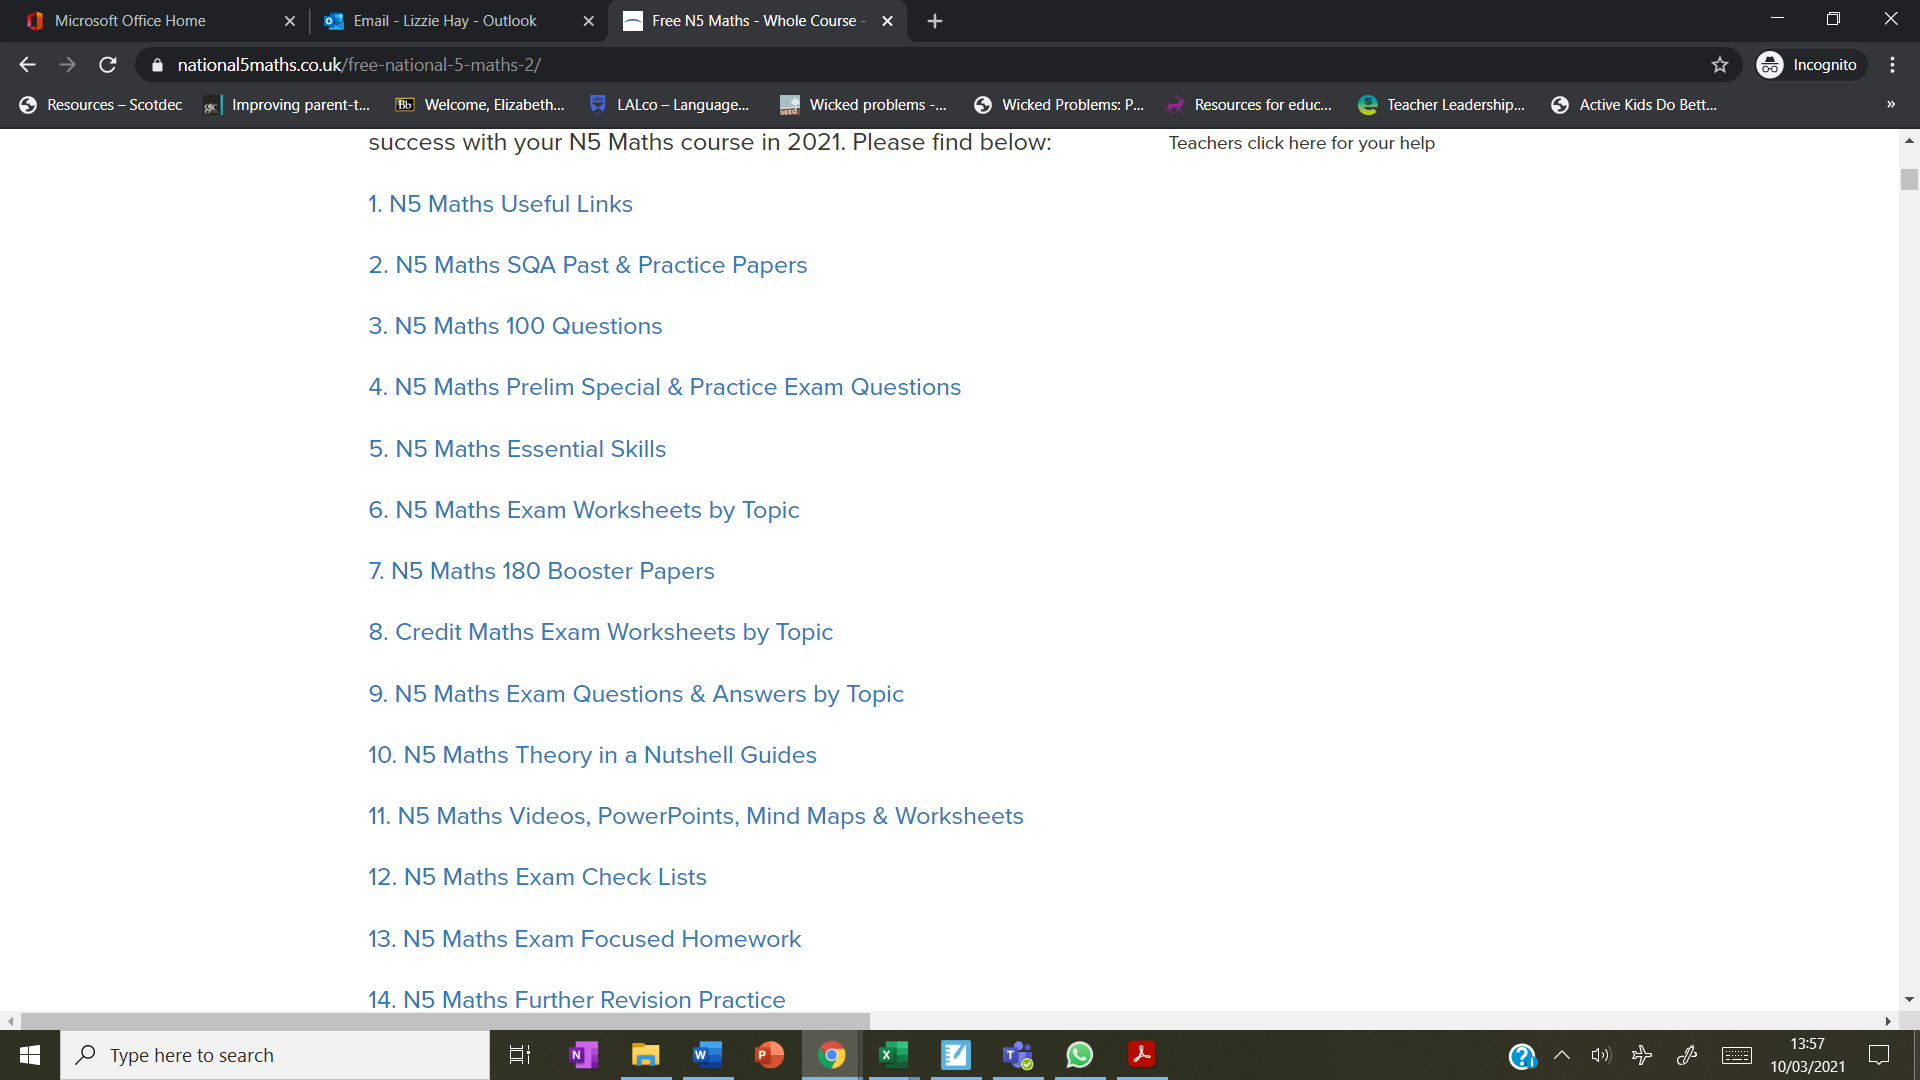 Microsoft Office Home
Email - Lizzie Hay - Outlook
Free N5 Maths - Whole Course -
national5maths.co.uk/free-national-5-maths-2/
Incognito
Resources – Scotdec
gtc
Improving parent-t...
Bb
Welcome, Elizabeth...
LALco – Language...
SEED
Wicked problems -...
Wicked Problems: P...
Resources for educ...
Teacher Leadership...
Active Kids Do Bett...
»
success with your N5 Maths course in 2021. Please find below:
Teachers click here for your help
1. N5 Maths Useful Links
2. N5 Maths SQA Past & Practice Papers
3. N5 Maths 100 Questions
4. N5 Maths Prelim Special & Practice Exam Questions
5. N5 Maths Essential Skills
6. N5 Maths Exam Worksheets by Topic
7. N5 Maths 180 Booster Papers
8. Credit Maths Exam Worksheets by Topic
9. N5 Maths Exam Questions & Answers by Topic
10. N5 Maths Theory in a Nutshell Guides
11. N5 Maths Videos, PowerPoints, Mind Maps & Worksheets
12. N5 Maths Exam Check Lists
13. N5 Maths Exam Focused Homework
14. N5 Maths Further Revision Practice
Type here to search
13:57
10/03/2021